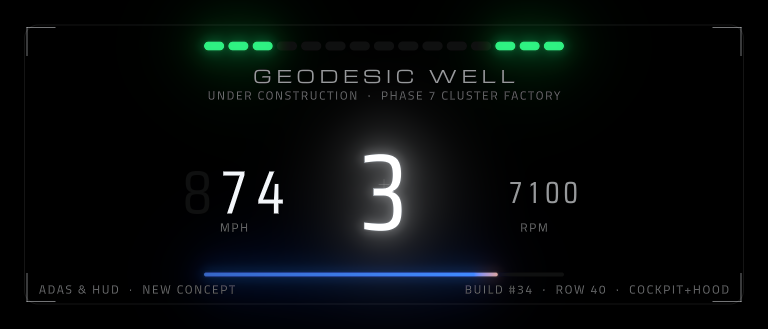 GEODESIC WELL
UNDER CONSTRUCTION · PHASE 7 CLUSTER FACTORY
74 3 7100
MPH RPM
ADAS & HUD · NEW CONCEPT BUILD #34 · ROW 40 · COCKPIT+HOOD